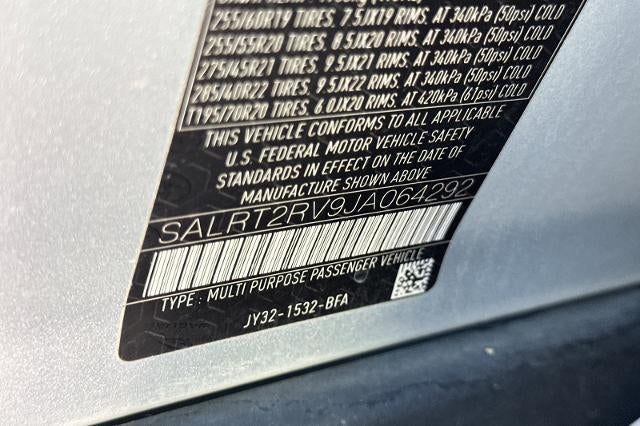 255/60R19 TIRES. 7.5JX19 RIMS. AT 340kPa (50psi) COLD
255/55R20 TIRES. 8.5JX20 RIMS. AT 340kPa (50psi) COLD
275/45R21 TIRES. 9.5JX21 RIMS. AT 340kPa (50psi) COLD
285/40R22 TIRES. 9.5JX22 RIMS. AT 340kPa (50psi) COLD
T195/70R20 TIRES. 6.0JX20 RIMS. AT 420kPa (61psi) COLD
THIS VEHICLE CONFORMS TO ALL APPLICABLE
U.S. FEDERAL MOTOR VEHICLE SAFETY
STANDARDS IN EFFECT ON THE DATE OF
MANUFACTURE SHOWN ABOVE
SALRT2RV9JA064292
TYPE : MULTI PURPOSE PASSENGER VEHICLE
JY32-1532-BFA